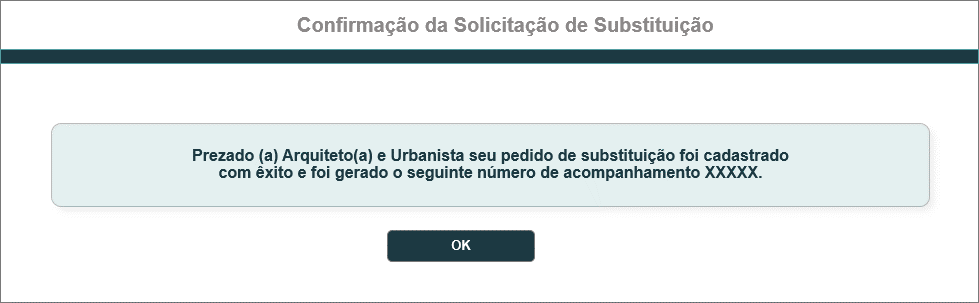 Confirmação da Solicitação de Substituição
Prezado (a) Arquiteto(a) e Urbanista seu pedido de substituição foi cadastrado
com êxito e foi gerado o seguinte número de acompanhamento XXXXX.
OK